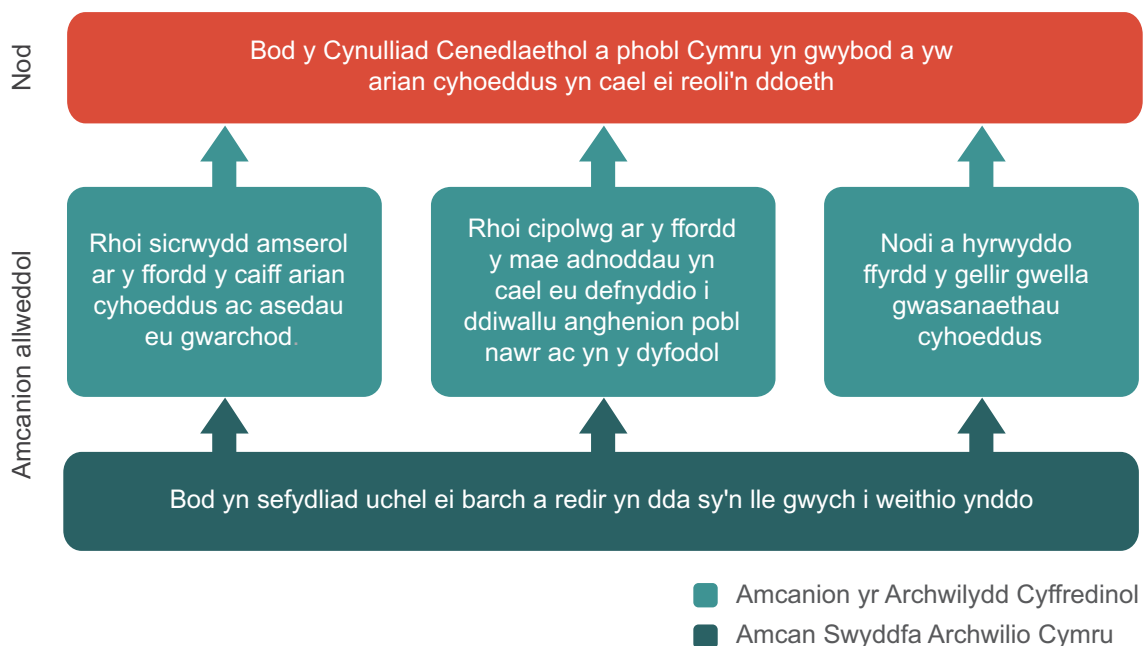 Nod
Bod y Cynulliad Cenedlaethol a phobl Cymru yn gwybod a yw
arian cyhoeddus yn cael ei reoli'n ddoeth
Amcanion allweddol
Rhoi sicrwydd amserol
ar y ffordd y caiff arian
cyhoeddus ac asedau
eu gwarchod.
Rhoi cipolwg ar y ffordd
y mae adnoddau yn
cael eu defnyddio i
ddiwallu anghenion pobl
nawr ac yn y dyfodol
Nodi a hyrwyddo
ffyrdd y gellir gwella
gwasanaethau
cyhoeddus
Bod yn sefydliad uchel ei barch a redir yn dda sy'n lle gwych i weithio ynddo
Amcanion yr Archwilydd Cyffredinol
Amcan Swyddfa Archwilio Cymru